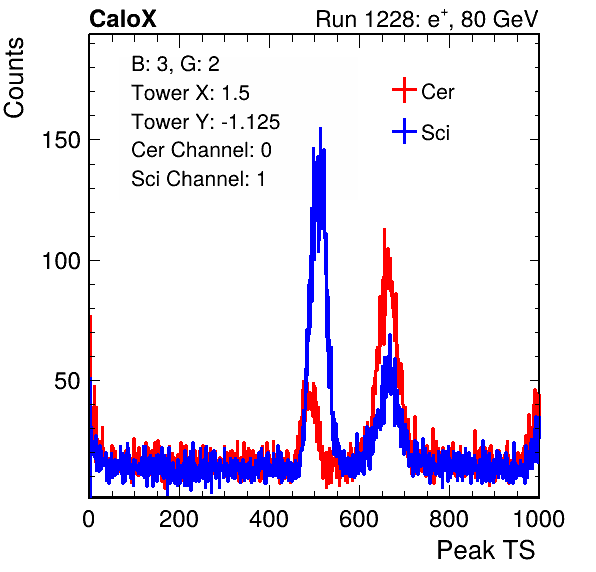 CaloX
Run 1228: e+, 80 GeV
Counts
B: 3, G: 2
Tower X: 1.5
Tower Y: -1.125
Cer Channel: 0
Sci Channel: 1
Cer
Sci
150
100
50
0
200
400
600
800
1000
Peak TS